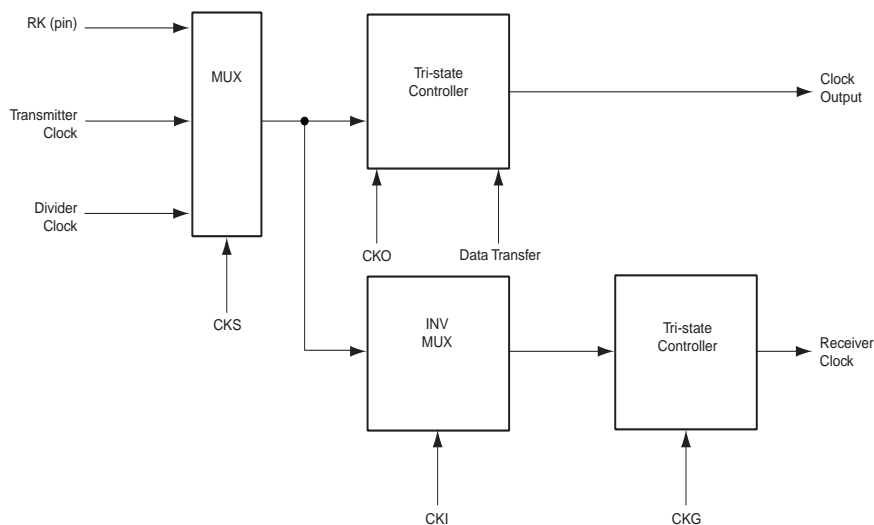 RK (pin)
MUX
Tri-state
Controller
Clock
Output
Transmitter
Clock
Divider
Clock
CKO
Data Transfer
CKS
INV
MUX
Tri-state
Controller
Receiver
Clock
CKI
CKG